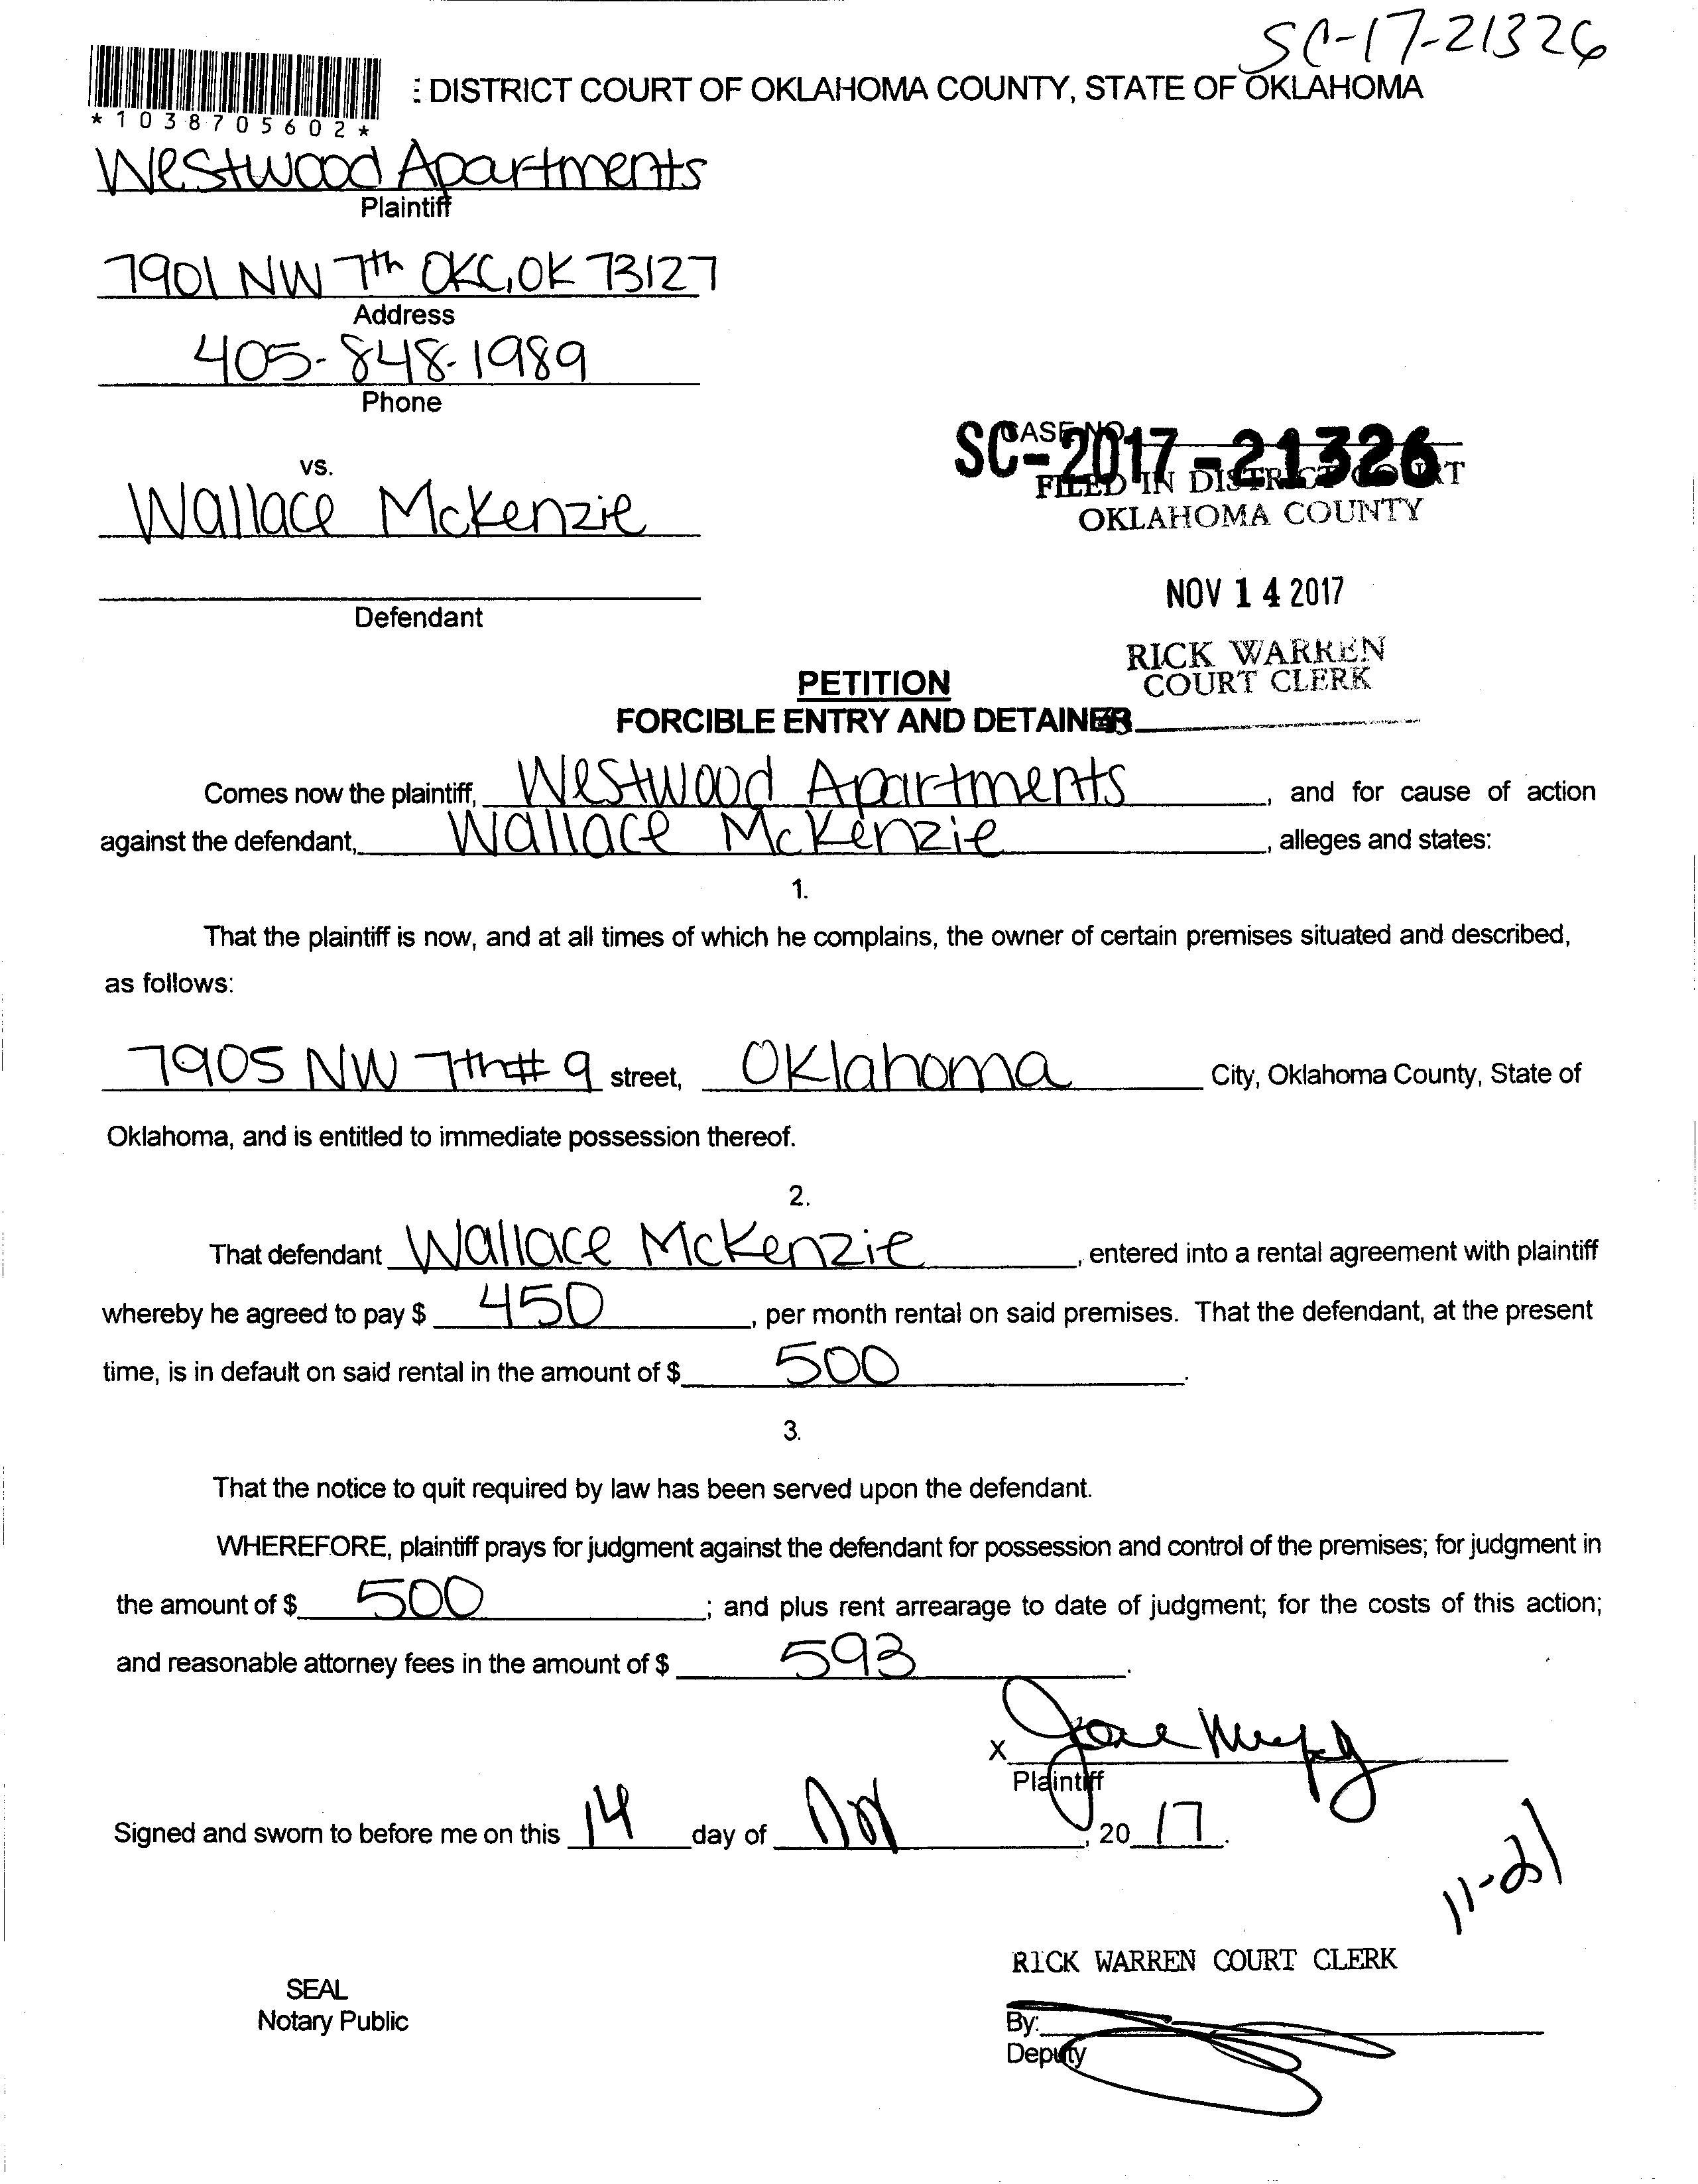 SC-17-21326
: DISTRICT COURT OF OKLAHOMA COUNTY, STATE OF OKLAHOMA
*1038705602*
Westwood Apartments
Plaintiff
7901 NW 7th OKC, OK 73127
Address
405-848-1989
Phone
CASE NO.
SC-2017-21326
FILED IN DISTRICT COURT
OKLAHOMA COUNTY
vs.
Wallace McKenzie
NOV 14 2017
Defendant
RICK WARREN
COURT CLERK
PETITION
FORCIBLE ENTRY AND DETAINER
Comes now the plaintiff, Westwood Apartments, and for cause of action
against the defendant, Wallace McKenzie, alleges and states:
1.
That the plaintiff is now, and at all times of which he complains, the owner of certain premises situated and described,
as follows:
7905 NW 7th # 9 street, Oklahoma City, Oklahoma County, State of
Oklahoma, and is entitled to immediate possession thereof.
2.
That defendant Wallace McKenzie, entered into a rental agreement with plaintiff
whereby he agreed to pay $ 450, per month rental on said premises. That the defendant, at the present
time, is in default on said rental in the amount of $ 500.
3.
That the notice to quit required by law has been served upon the defendant.
WHEREFORE, plaintiff prays for judgment against the defendant for possession and control of the premises; for judgment in
the amount of $ 500; and plus rent arrearage to date of judgment; for the costs of this action;
and reasonable attorney fees in the amount of $ 593.
X
Plaintiff
Signed and sworn to before me on this 14 day of Nov, 2017.
11-21
RICK WARREN COURT CLERK
SEAL
Notary Public
By:
Deputy